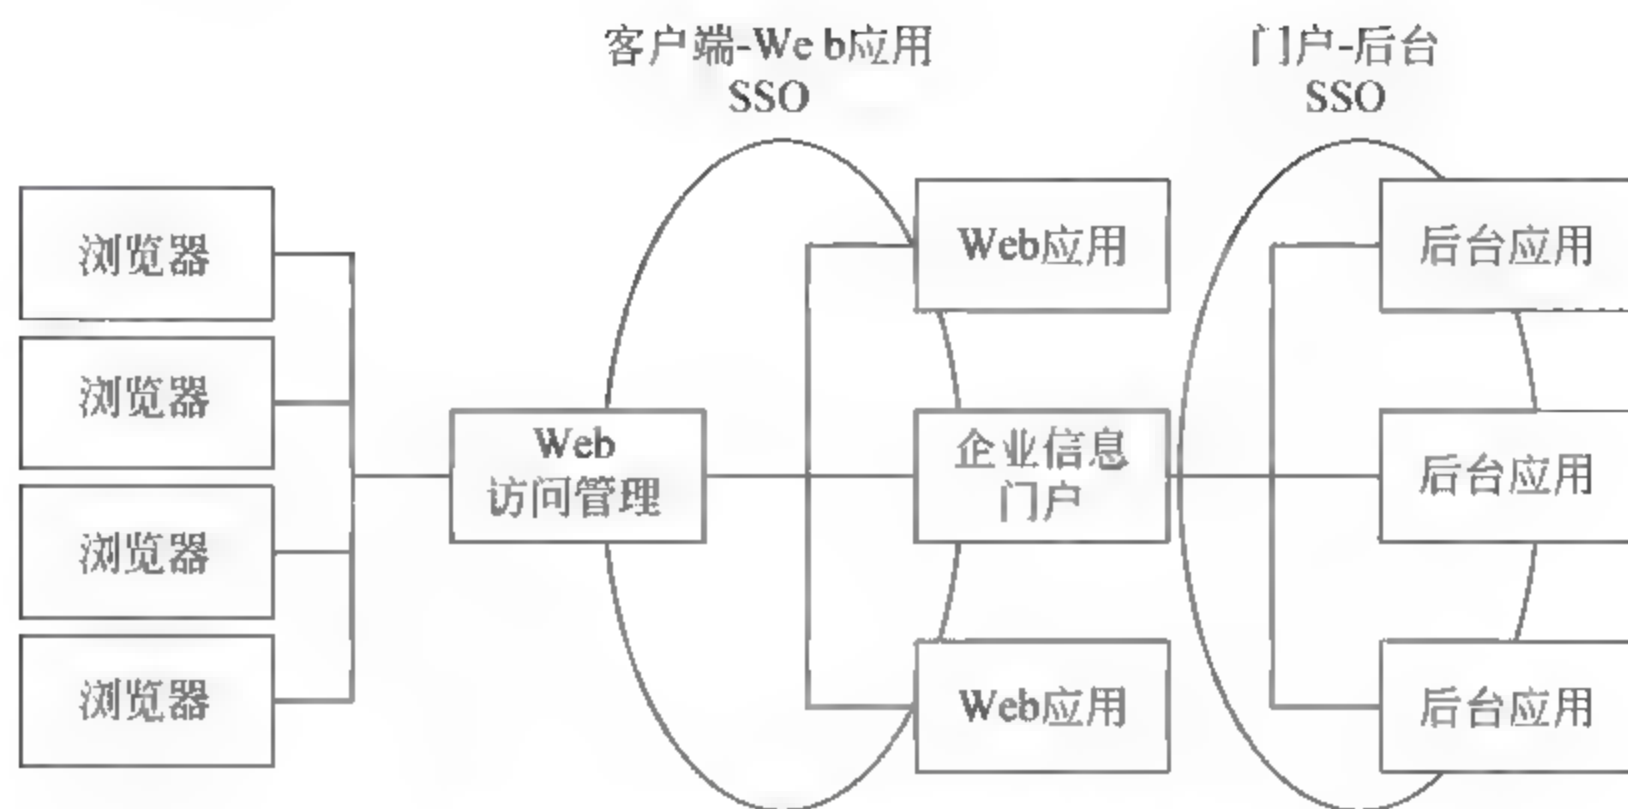 客户端-We b应用
SSO
门户-后台
SSO
浏览器
浏览器
浏览器
浏览器
Web
访问管理
Web应用
企业信息
门户
Web应用
后台应用
后台应用
后台应用